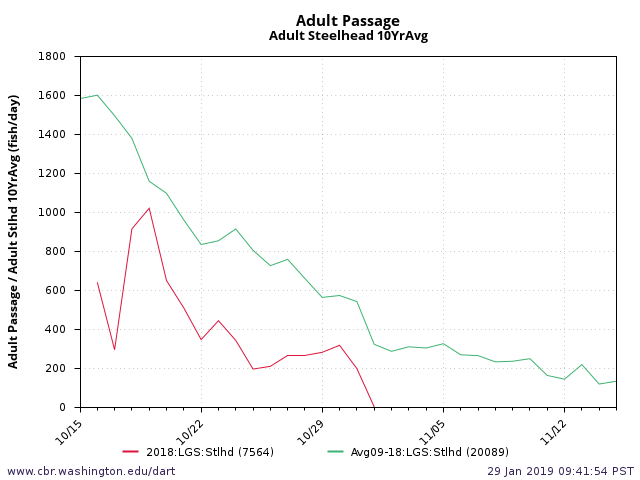 Adult Passage
Adult Steelhead 10YrAvg
Adult Passage / Adult Stlhd 10YrAvg (fish/day)
1800
1600
1400
1200
1000
800
600
400
200
0
10/15
10/22
10/29
11/05
11/12
2018:LGS:Stlhd (7564)
Avg09-18:LGS:Stlhd (20089)
www.cbr.washington.edu/dart
29 Jan 2019 09:41:54 PST